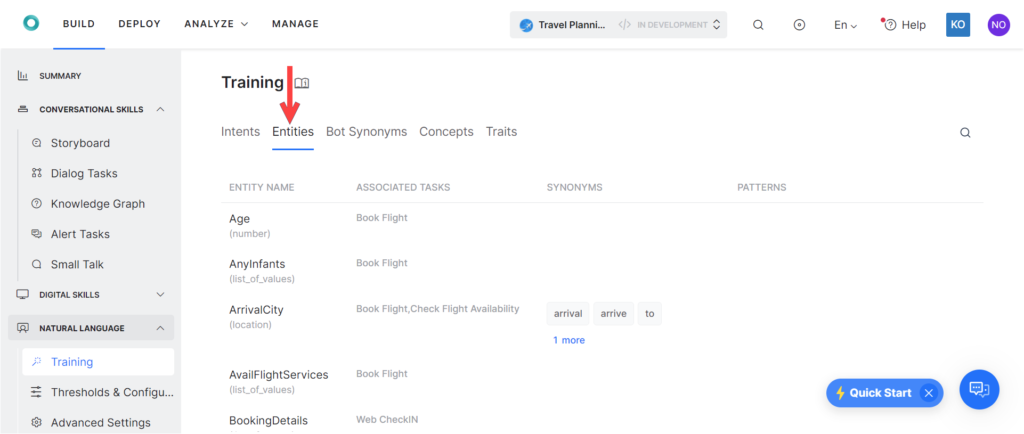 BUILD DEPLOY ANALYZE MANAGE Travel Planni... IN DEVELOPMENT En Help KO NO
SUMMARY
CONVERSATIONAL SKILLS
Storyboard
Dialog Tasks
Knowledge Graph
Alert Tasks
Small Talk
DIGITAL SKILLS
NATURAL LANGUAGE
Training
Thresholds & Configu...
Advanced Settings
Training
Intents Entities Bot Synonyms Concepts Traits
ENTITY NAME ASSOCIATED TASKS SYNONYMS PATTERNS
Age Book Flight
(number)
AnyInfants Book Flight
(list_of_values)
ArrivalCity Book Flight,Check Flight Availability arrival arrive to
(location)
1 more
AvailFlightServices Book Flight
(list_of_values)
BookingDetails Web CheckIN
Quick Start